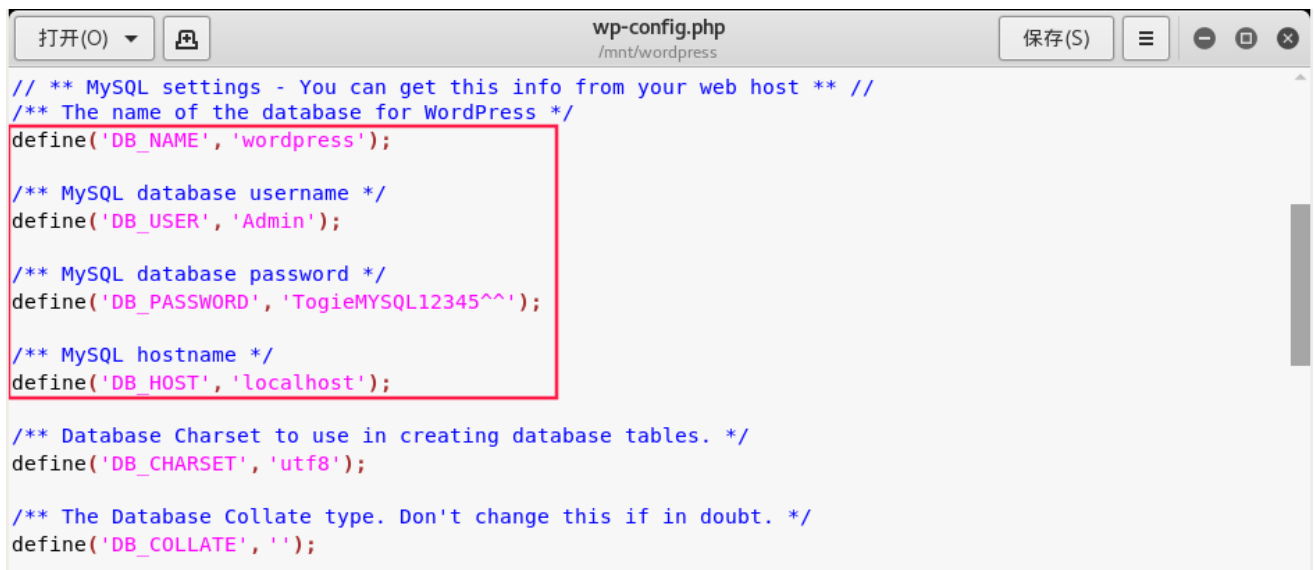 打开(O)
wp-config.php
/mnt/wordpress
保存(S)
// ** MySQL settings - You can get this info from your web host ** //
/** The name of the database for WordPress */
define('DB_NAME', 'wordpress');
/** MySQL database username */
define('DB_USER', 'Admin');
/** MySQL database password */
define('DB_PASSWORD', 'TogieMYSQL12345^^');
/** MySQL hostname */
define('DB_HOST', 'localhost');
/** Database Charset to use in creating database tables. */
define('DB_CHARSET', 'utf8');
/** The Database Collate type. Don't change this if in doubt. */
define('DB_COLLATE', '');